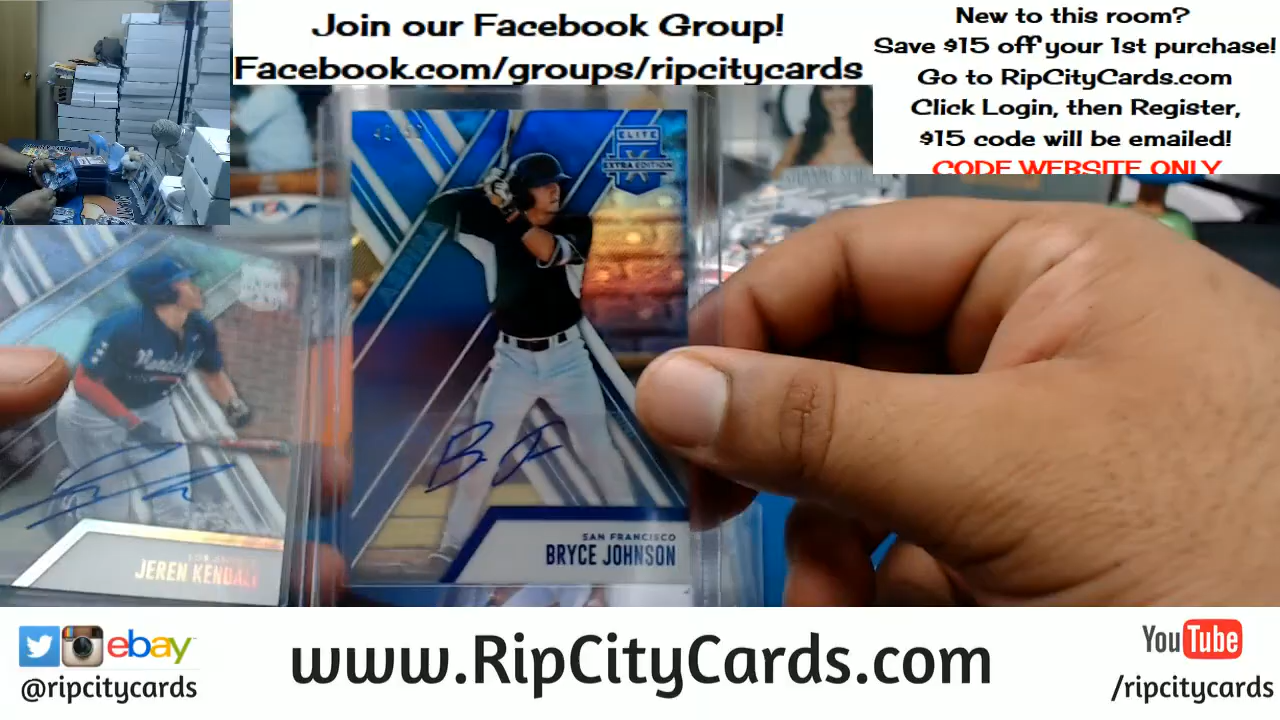 Join our Facebook Group!
Facebook.com/groups/ripcitycards
New to this room?
Save $15 off your 1st purchase!
Go to RipCityCards.com
Click Login, then Register,
$15 code will be emailed!
CODE WEBSITE ONLY
ELITE
EXTRA EDITION
SAN FRANCISCO
BRYCE JOHNSON
JEREN KENDALL
ebay
@ripcitycards
www.RipCityCards.com
YouTube
/ripcitycards